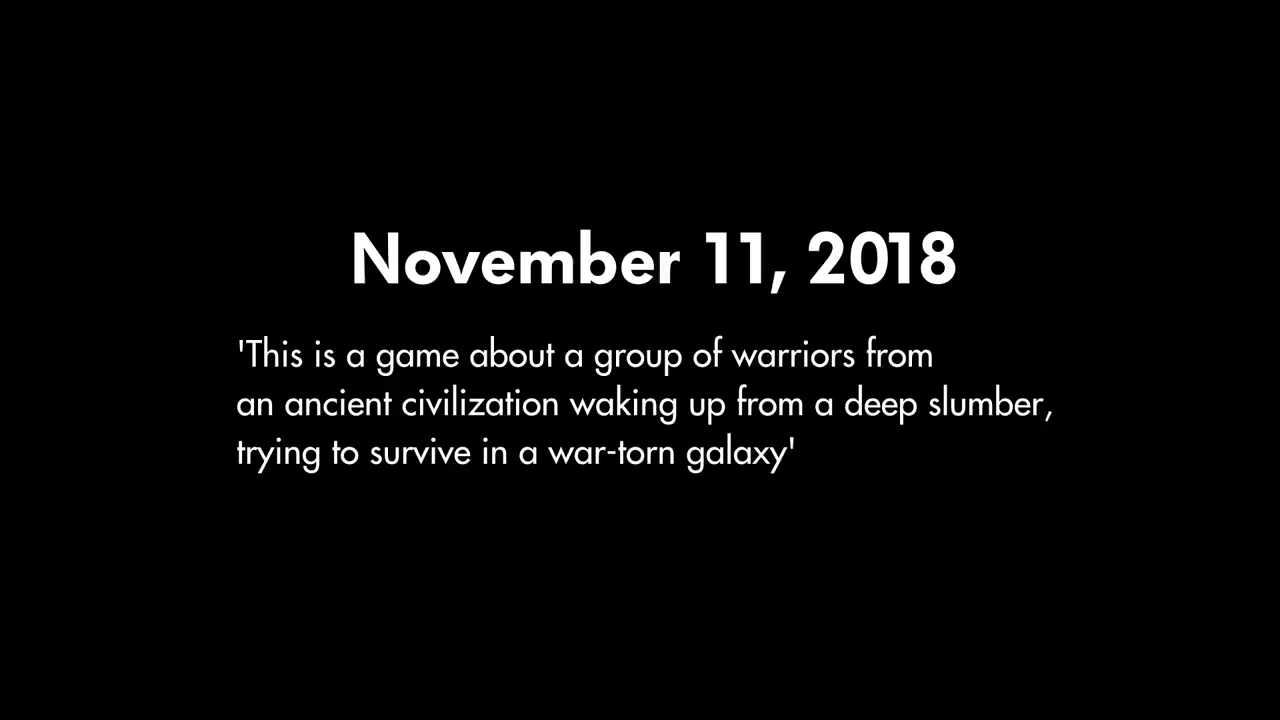 November 11, 2018
'This is a game about a group of warriors from
an ancient civilization waking up from a deep slumber,
trying to survive in a war-torn galaxy'